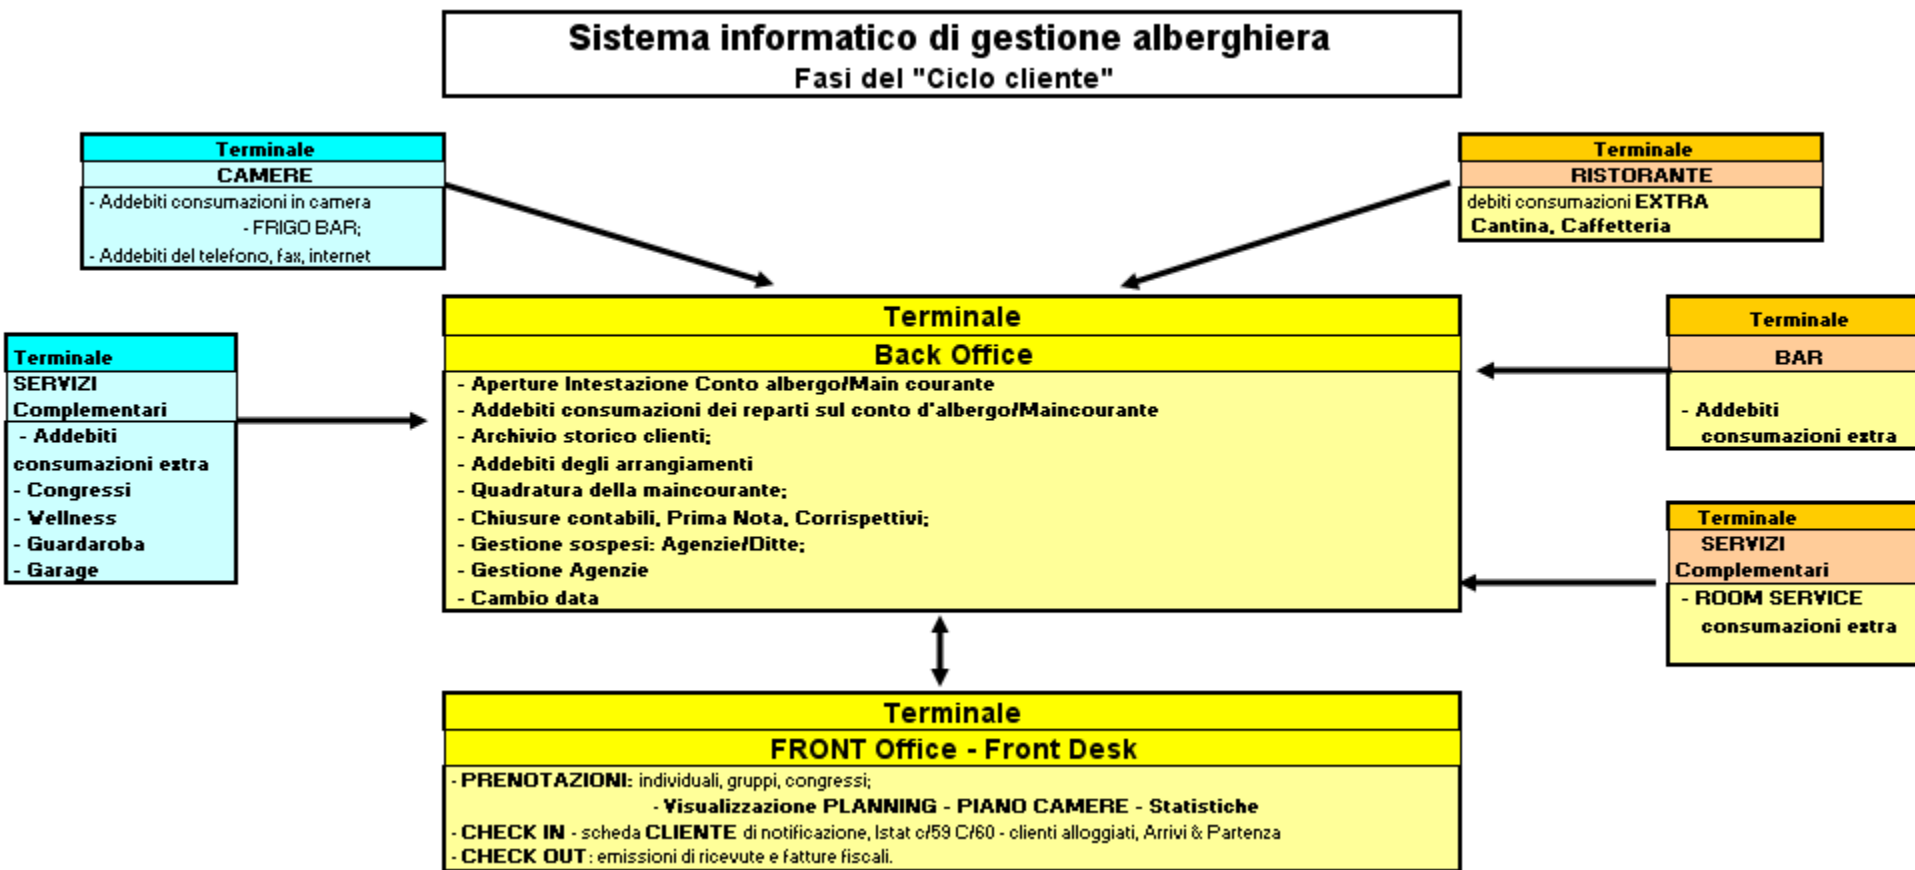 Sistema informatico di gestione alberghiera
Fasi del "Ciclo cliente"
Terminale
CAMERE
- Addebiti consumazioni in camera
- FRIGO BAR;
- Addebiti del telefono, fax, internet
Terminale
RISTORANTE
debiti consumazioni EXTRA
Cantina, Caffetteria
Terminale
SERVIZI
Complementari
- Addebiti
consumazioni extra
- Congressi
- Wellness
- Guardaroba
- Garage
Terminale
Back Office
- Aperture Intestazione Conto albergo/Main courante
- Addebiti consumazioni dei reparti sul conto d'albergo/Maincourante
- Archivio storico clienti;
- Addebiti degli arrangiamenti
- Quadratura della maincourante;
- Chiusure contabili, Prima Nota, Corrispettivi;
- Gestione sospesi: Agenzie/Ditte;
- Gestione Agenzie
- Cambio data
Terminale
BAR
- Addebiti
consumazioni extra
Terminale
SERVIZI
Complementari
- ROOM SERVICE
consumazioni extra
Terminale
FRONT Office - Front Desk
- PRENOTAZIONI: individuali, gruppi, congressi;
- Visualizzazione PLANNING - PIANO CAMERE - Statistiche
- CHECK IN - scheda CLIENTE di notificazione, Istat c/59 C/60 - clienti alloggiati, Arrivi & Partenza
- CHECK OUT: emissioni di ricevute e fatture fiscali.